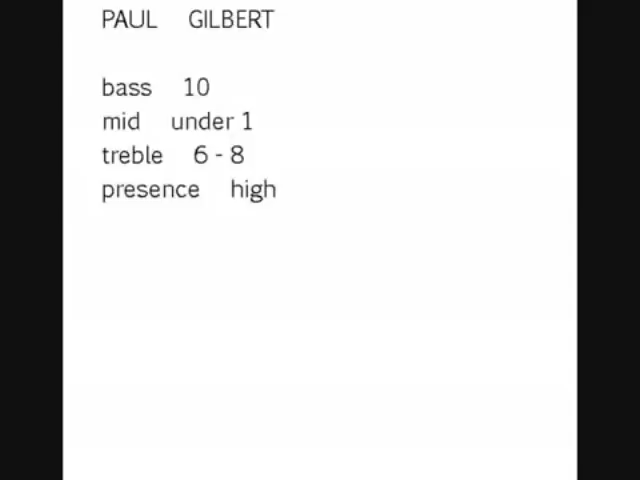 PAUL GILBERT
bass 10
mid under 1
treble 6 - 8
presence high